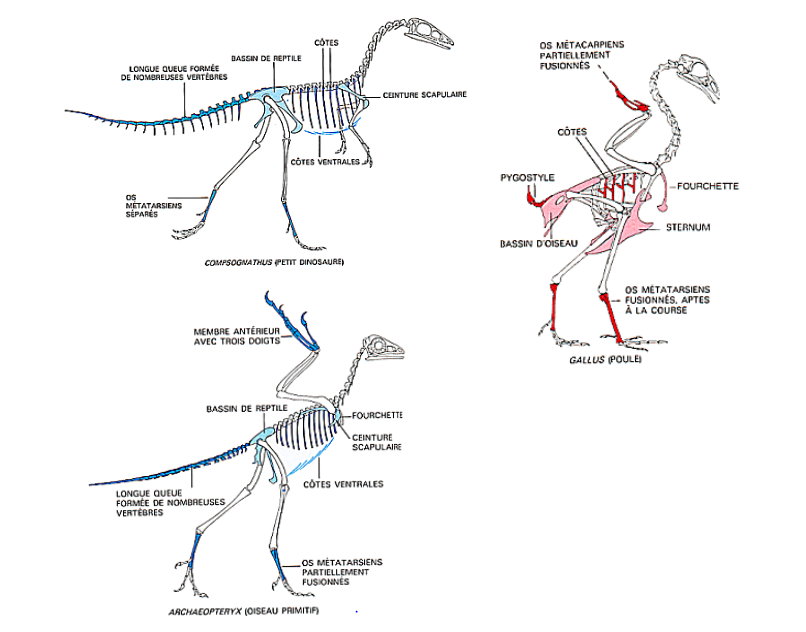 CÔTES
BASSIN DE REPTILE
LONGUE QUEUE FORMÉE
DE NOMBREUSES VERTÈBRES
CEINTURE SCAPULAIRE
CÔTES VENTRALES
OS
MÉTATARSIENS
SÉPARÉS
COMPSOGNATHUS (PETIT DINOSAURE)
OS MÉTACARPIENS
PARTIELLEMENT
FUSIONNÉS
CÔTES
PYGOSTYLE
FOURCHETTE
STERNUM
BASSIN D'OISEAU
OS MÉTATARSIENS
FUSIONNÉS, APTES
À LA COURSE
GALLUS (POULE)
MEMBRE ANTÉRIEUR
AVEC TROIS DOIGTS
BASSIN DE REPTILE
FOURCHETTE
CEINTURE
SCAPULAIRE
CÔTES VENTRALES
LONGUE QUEUE
FORMÉE DE NOMBREUSES
VERTÈBRES
OS MÉTATARSIENS
PARTIELLEMENT
FUSIONNÉS
ARCHAEOPTERYX (OISEAU PRIMITIF)